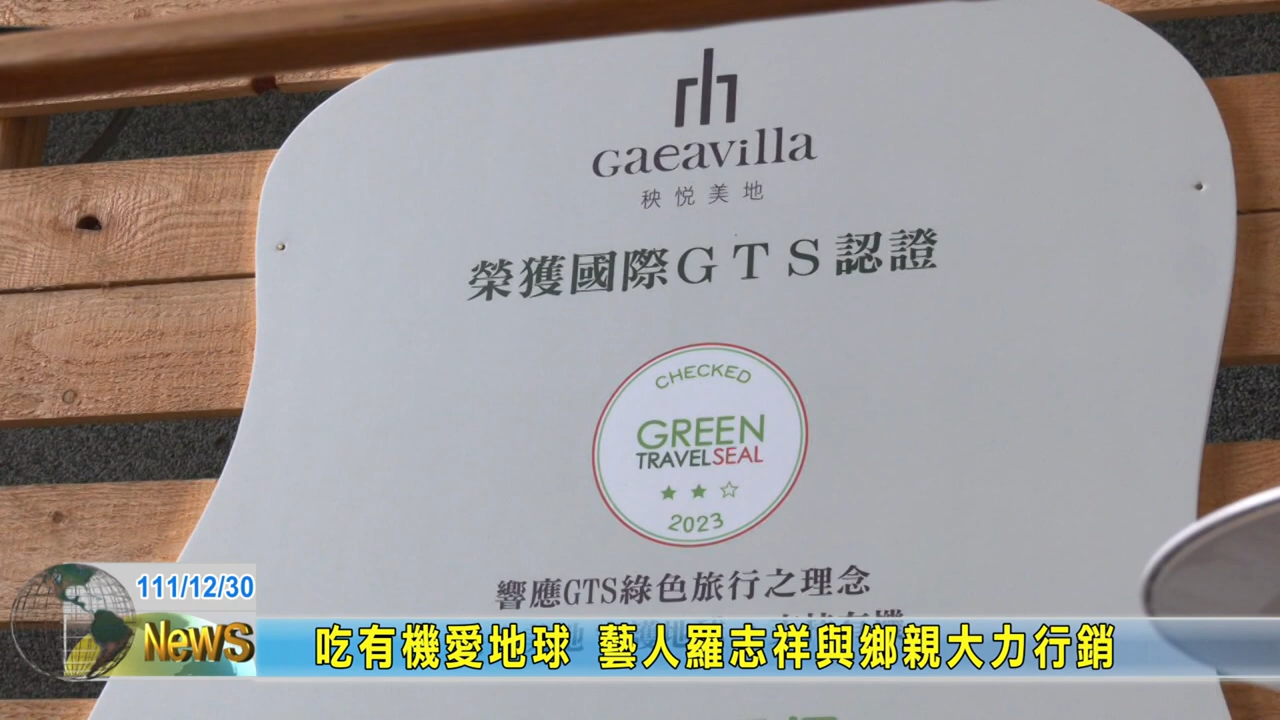 Gaeavilla
秧悅美地
榮獲國際GTS認證
CHECKED
GREEN
TRAVELSEAL
2023
響應GTS綠色旅行之理念
111/12/30
News
吃有機愛地球 藝人羅志祥與鄉親大力行銷